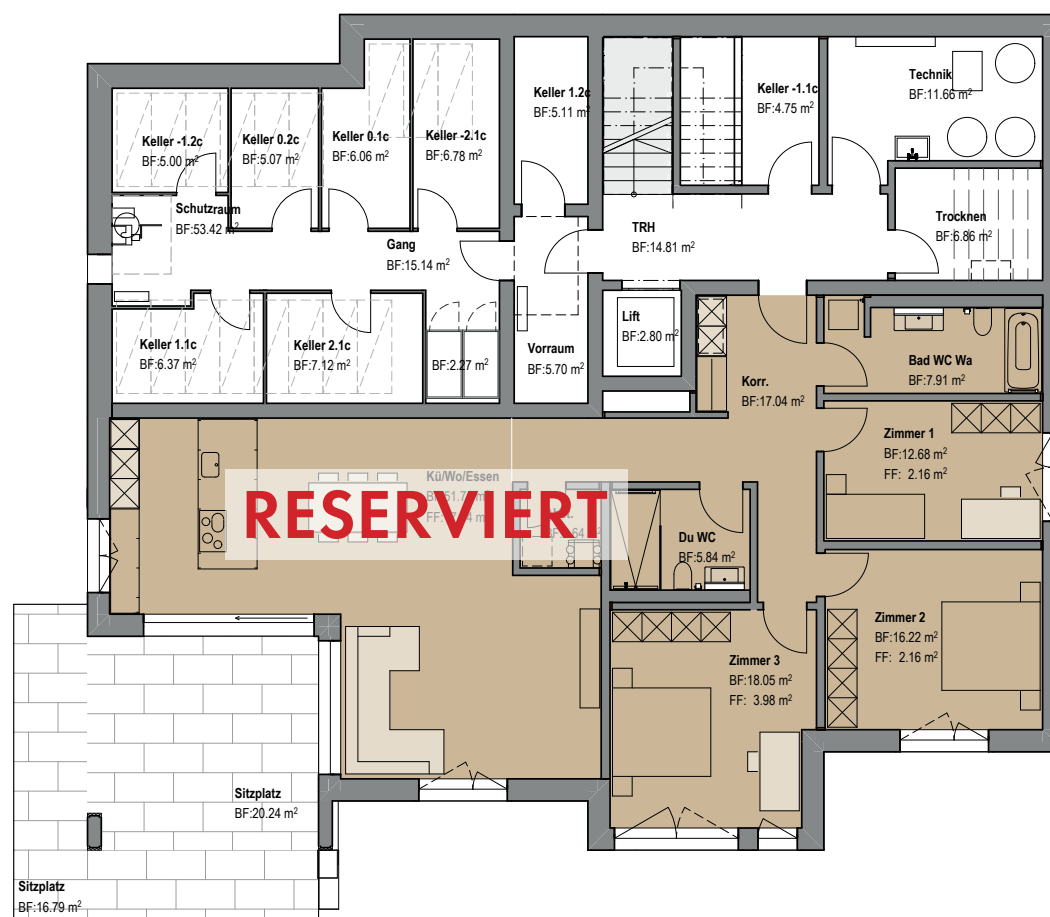 Keller -1.2c
BF:5.00 m²
Keller 0.2c
BF:5.07 m²
Keller 0.1c
BF:6.06 m²
Keller -2.1c
BF:6.78 m²
Keller 1.2c
BF:5.11 m²
Keller -1.1c
BF:4.75 m²
Technik
BF:11.66 m²
Schutzraum
BF:53.42 m²
Gang
BF:15.14 m²
TRH
BF:14.81 m²
Trocknen
BF:6.86 m²
Keller 1.1c
BF:6.37 m²
Keller 2.1c
BF:7.12 m²
BF:2.27 m²
Vorraum
BF:5.70 m²
Lift
BF:2.80 m²
Korr.
BF:17.04 m²
Bad WC Wa
BF:7.91 m²
Zimmer 1
BF:12.68 m²
FF: 2.16 m²
Kü/Wo/Essen
RESERVIERT
Du WC
BF:5.84 m²
Zimmer 2
BF:16.22 m²
FF: 2.16 m²
Zimmer 3
BF:18.05 m²
FF: 3.98 m²
Sitzplatz
BF:20.24 m²
Sitzplatz
BF:16.79 m²